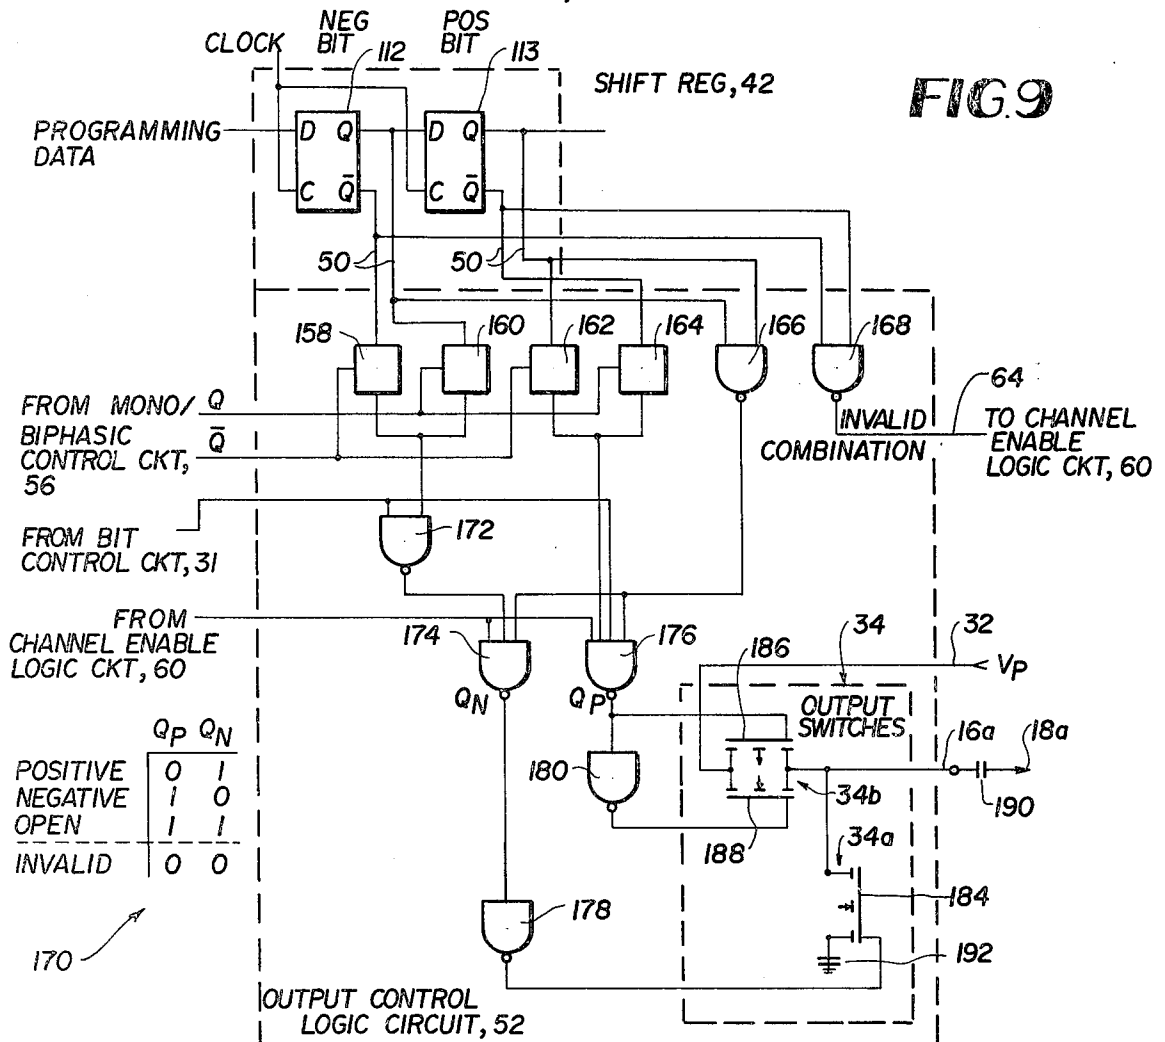 NEG
BIT
POS
BIT
CLOCK
112
113
SHIFT REG, 42
FIG.9
PROGRAMMING
DATA
D Q
C Q̅
D Q
C Q̅
50
50
158
160
162
164
166
168
64
FROM MONO/
BIPHASIC
CONTROL CKT,
56
Q
Q̅
INVALID
COMBINATION
TO CHANNEL
ENABLE
LOGIC CKT, 60
FROM BIT
CONTROL CKT, 31
172
FROM
CHANNEL ENABLE
LOGIC CKT, 60
174
176
QN
QP
186
34
32
VP
OUTPUT
SWITCHES
16a
18a
180
34b
190
188
34a
184
192
178
QP QN
POSITIVE 0 1
NEGATIVE 1 0
OPEN 1 1
INVALID 0 0
170
OUTPUT CONTROL
LOGIC CIRCUIT, 52